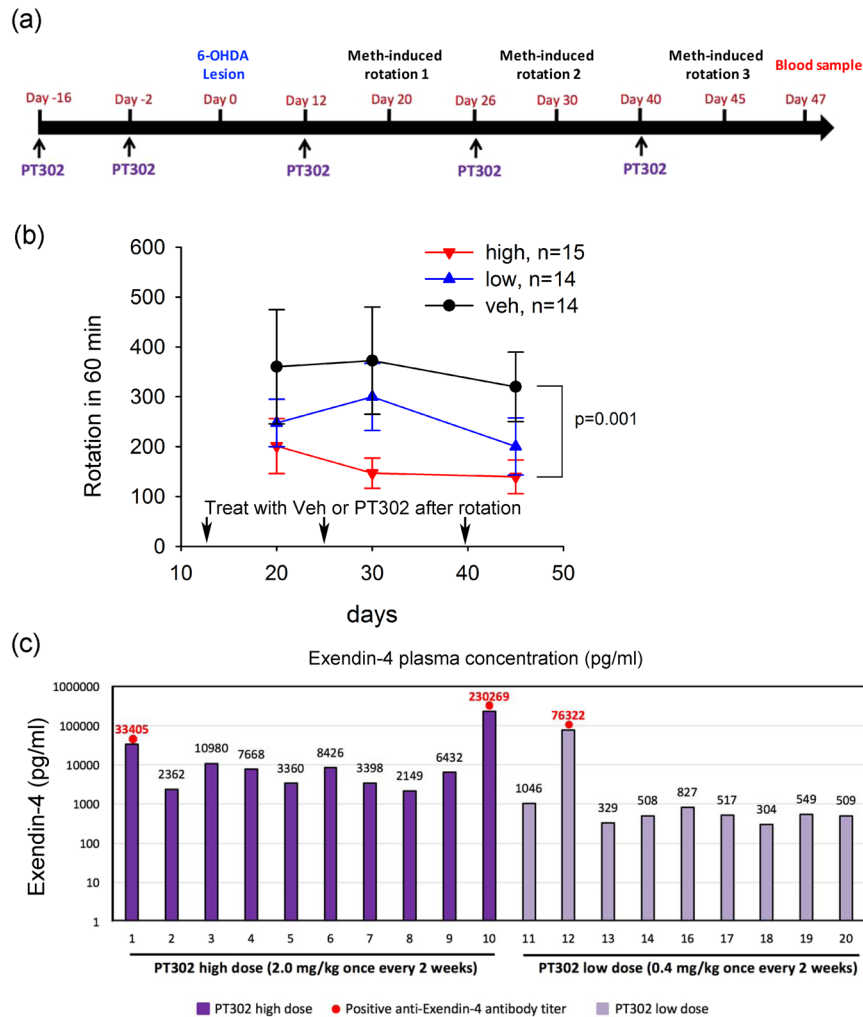 (a)
6-OHDA
Lesion
Meth-induced
rotation 1
Meth-induced
rotation 2
Meth-induced
rotation 3
Blood sample
Day -16 Day -2 Day 0 Day 12 Day 20 Day 26 Day 30 Day 40 Day 45 Day 47
PT302 PT302 PT302 PT302 PT302
(b)
Rotation in 60 min
600
500
400
300
200
100
0
high, n=15
low, n=14
veh, n=14
p=0.001
Treat with Veh or PT302 after rotation
10 20 30 40 50
days
(c)
Exendin-4 plasma concentration (pg/ml)
Exendin-4 (pg/ml)
1000000
100000
10000
1000
100
10
1
33405 2362 10980 7668 3360 8426 3398 2149 6432 230269 1046 76322 329 508 827 517 304 549 509
1 2 3 4 5 6 7 8 9 10 11 12 13 14 16 17 18 19 20
PT302 high dose (2.0 mg/kg once every 2 weeks) PT302 low dose (0.4 mg/kg once every 2 weeks)
PT302 high dose Positive anti-Exendin-4 antibody titer PT302 low dose